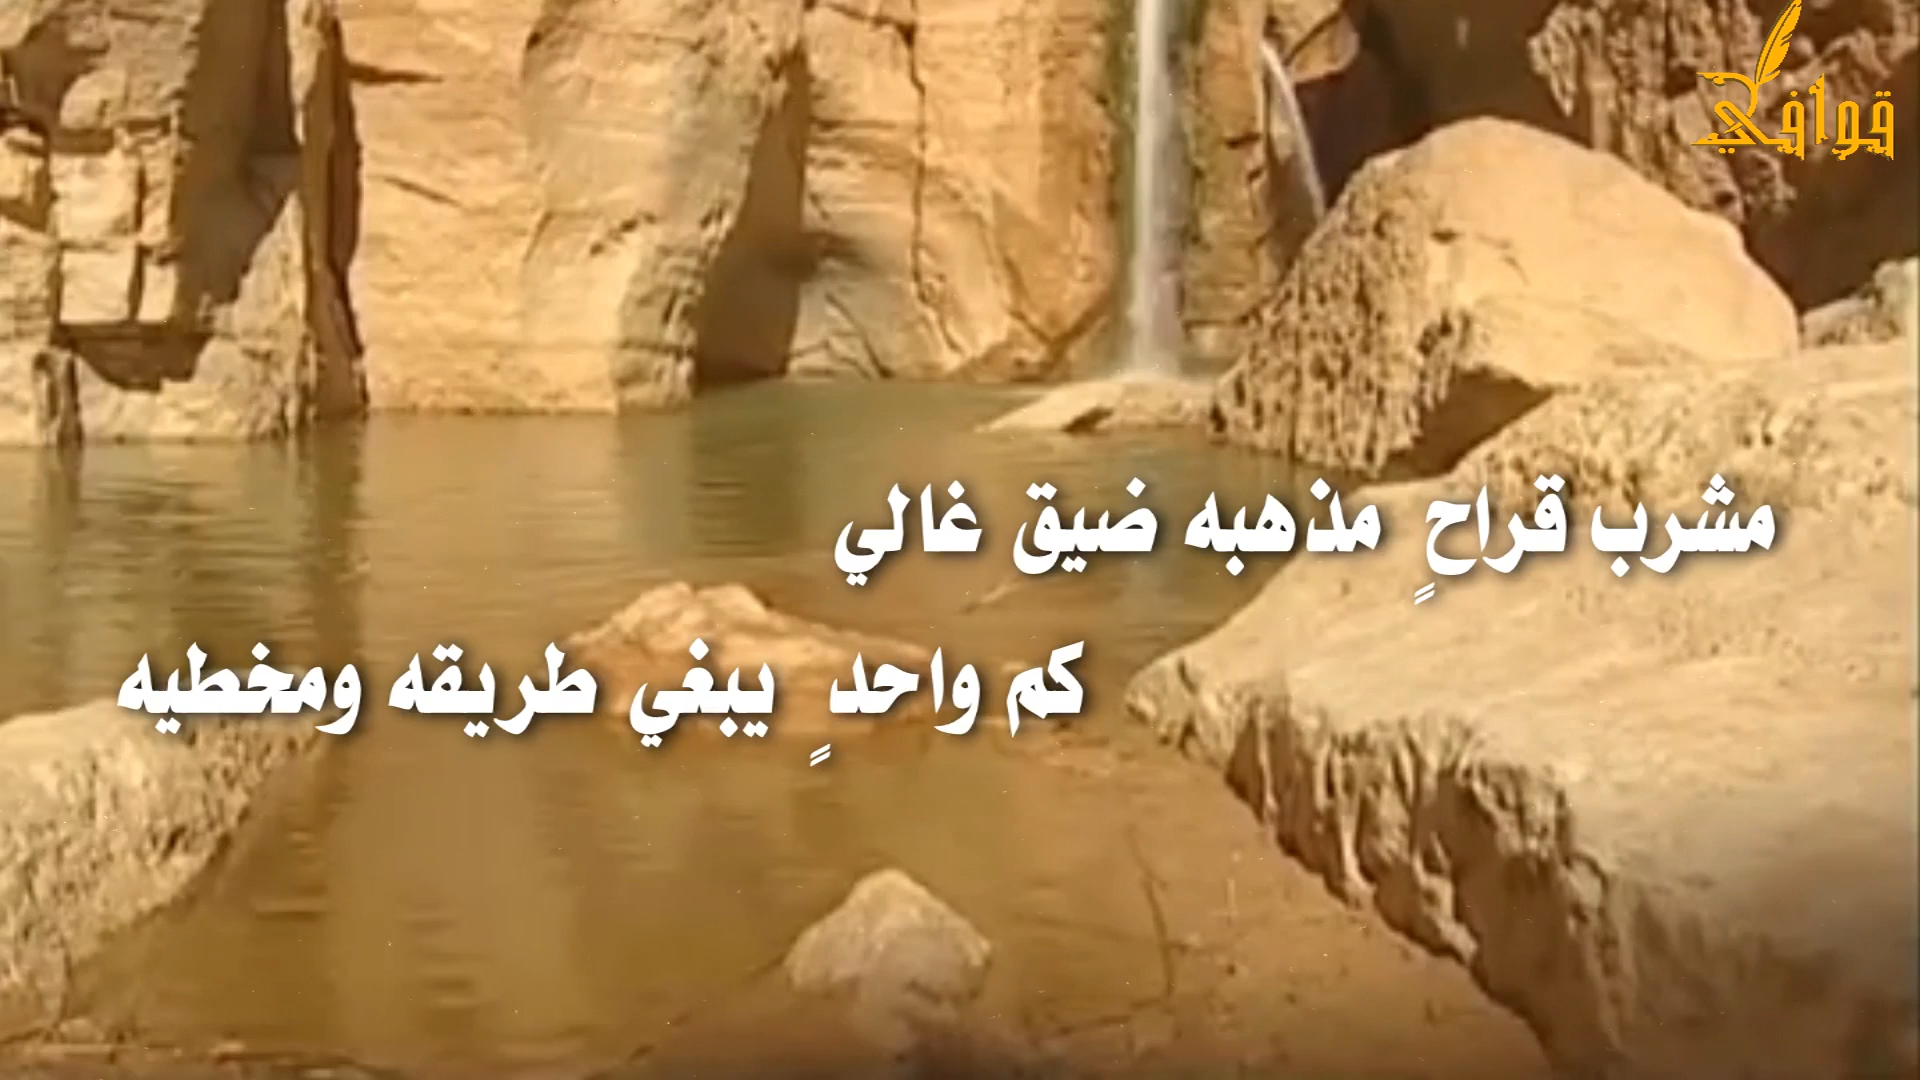 قوافي
مشرب قراحٍ مذهبه ضيق غالي
كم واحدٍ يبغي طريقه ومخطيه